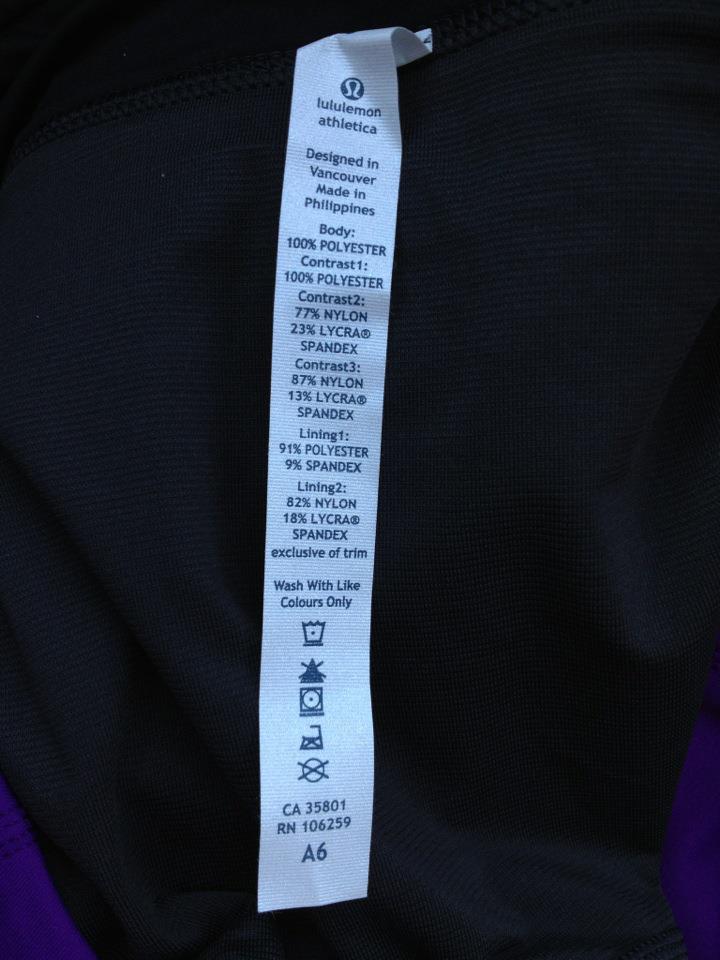 lululemon
athletica
Designed in
Vancouver
Made in
Philippines
Body:
100% POLYESTER
Contrast1:
100% POLYESTER
Contrast2:
77% NYLON
23% LYCRA®
SPANDEX
Contrast3:
87% NYLON
13% LYCRA®
SPANDEX
Lining1:
91% POLYESTER
9% SPANDEX
Lining2:
82% NYLON
18% LYCRA®
SPANDEX
exclusive of trim
Wash With Like
Colours Only
CA 35801
RN 106259
A6